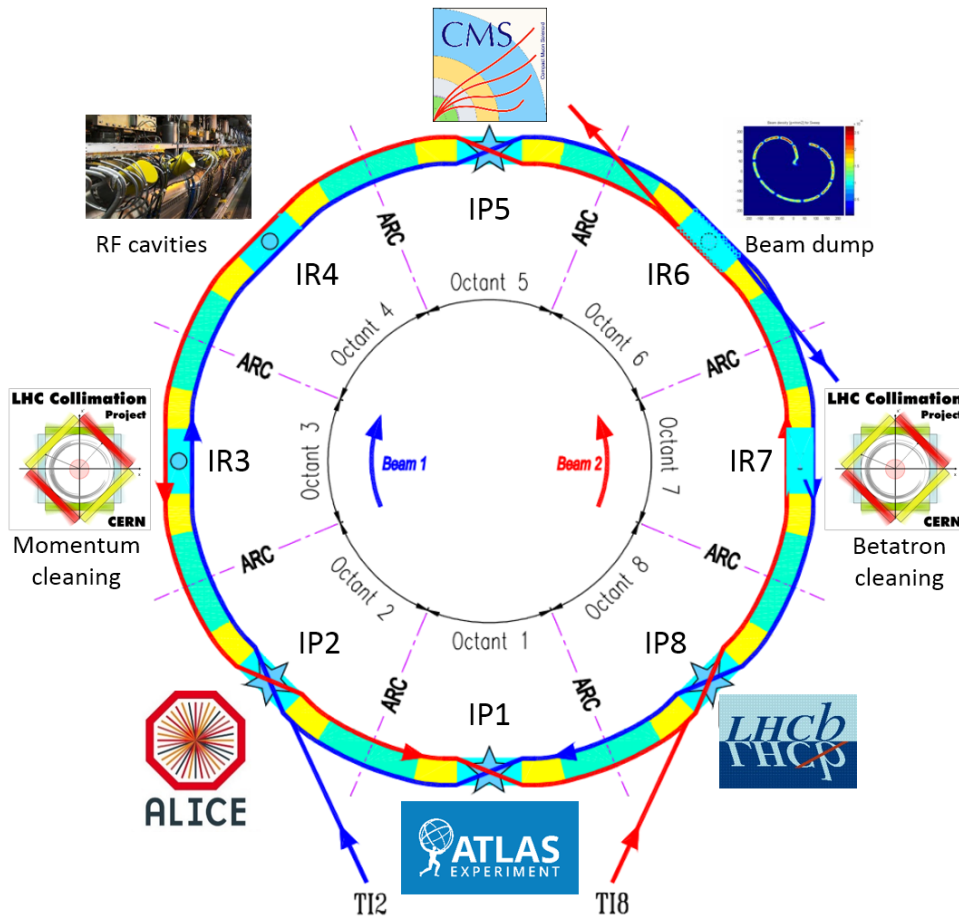 CMS
Compact Muon Solenoid
RF cavities
IP5
Beam dump
ARC
ARC
IR4
IR6
Octant 5
Octant 4
Octant 6
ARC
ARC
LHC Collimation
Project
CERN
Momentum
cleaning
IR3
Octant 3
Beam 1
Beam 2
Octant 7
IR7
LHC Collimation
Project
CERN
Betatron
cleaning
ARC
ARC
Octant 2
Octant 8
IP2
Octant 1
IP8
ARC
ARC
IP1
ALICE
LHCb
ATLAS
EXPERIMENT
TI2
TI8